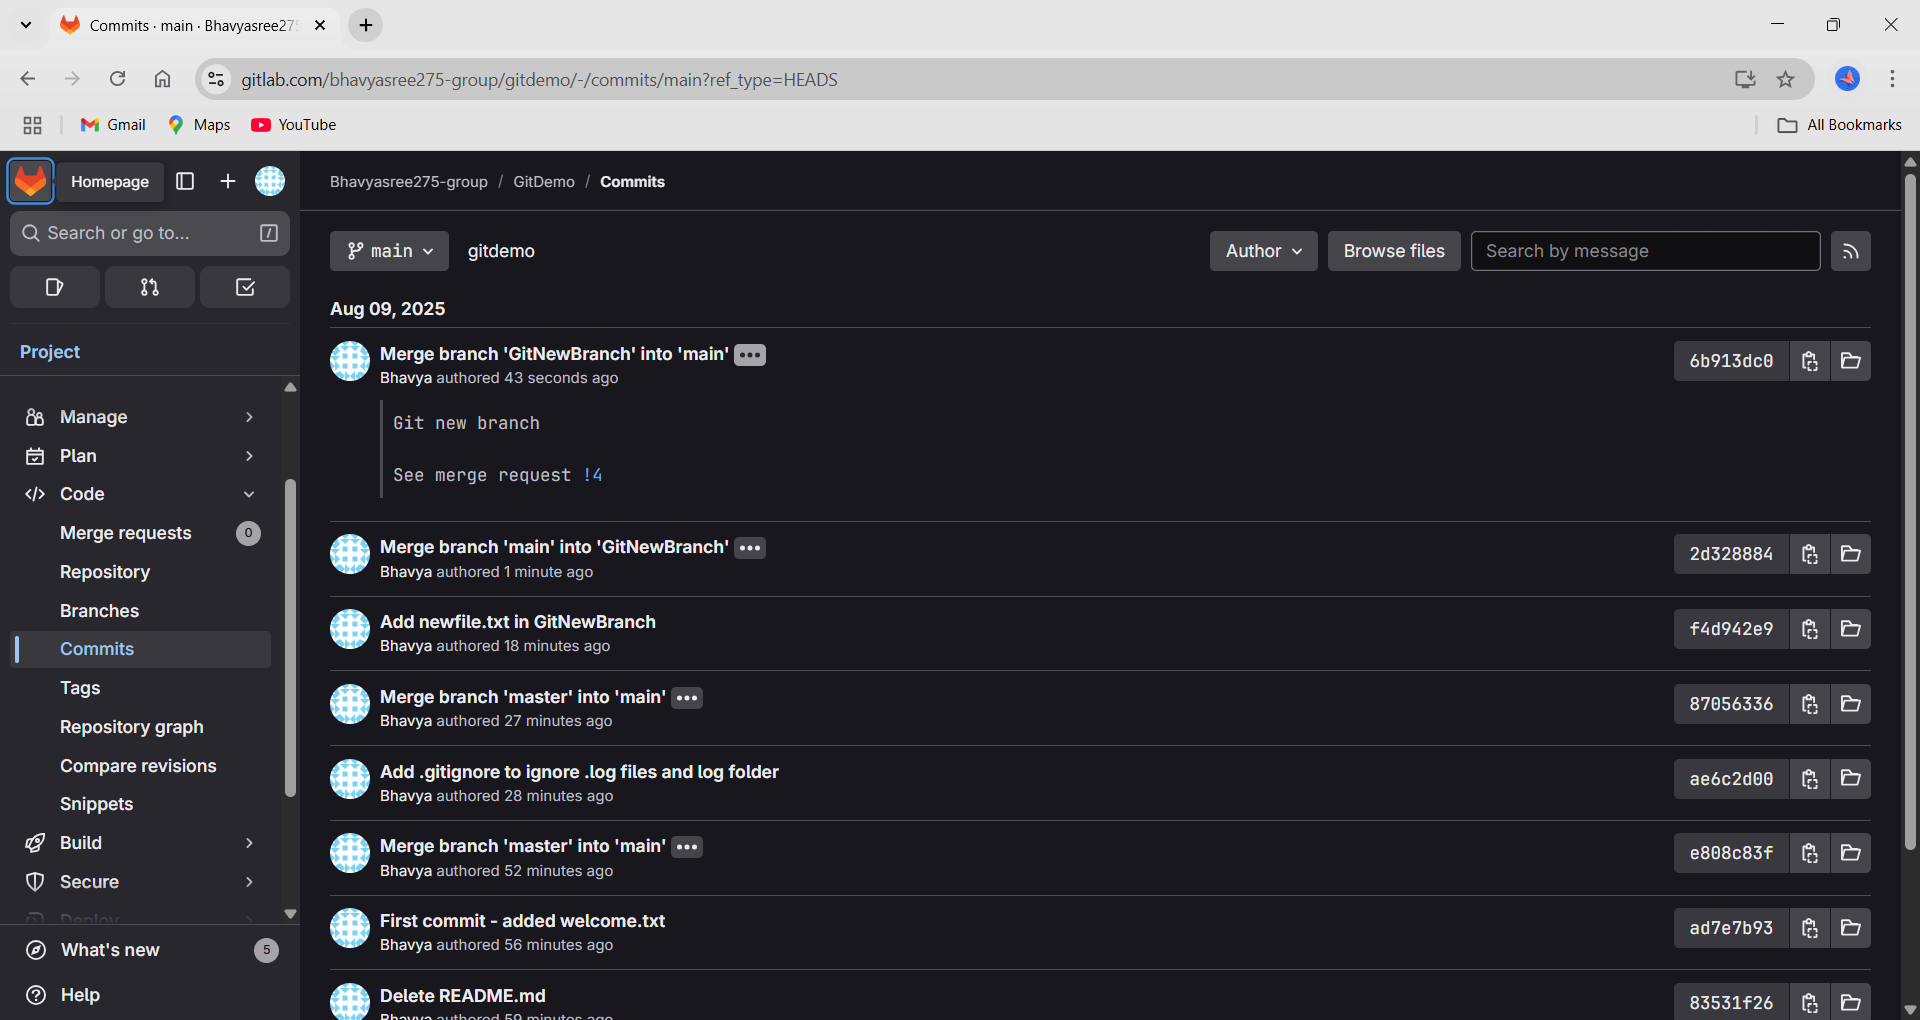 Commits · main · Bhavyasree275
gitlab.com/bhavyasree275-group/gitdemo/-/commits/main?ref_type=HEADS
Gmail
Maps
YouTube
All Bookmarks
Homepage
Bhavyasree275-group / GitDemo / Commits
Search or go to...
/
main
gitdemo
Author
Browse files
Search by message
Project
Manage
Plan
Code
Merge requests
0
Repository
Branches
Commits
Tags
Repository graph
Compare revisions
Snippets
Build
Secure
Deploy
What's new
5
Help
Aug 09, 2025
Merge branch 'GitNewBranch' into 'main'
Bhavya authored 43 seconds ago
6b913dc0
Git new branch
See merge request !4
Merge branch 'main' into 'GitNewBranch'
Bhavya authored 1 minute ago
2d328884
Add newfile.txt in GitNewBranch
Bhavya authored 18 minutes ago
f4d942e9
Merge branch 'master' into 'main'
Bhavya authored 27 minutes ago
87056336
Add .gitignore to ignore .log files and log folder
Bhavya authored 28 minutes ago
ae6c2d00
Merge branch 'master' into 'main'
Bhavya authored 52 minutes ago
e808c83f
First commit - added welcome.txt
Bhavya authored 56 minutes ago
ad7e7b93
Delete README.md
Bhavya authored 59 minutes ago
83531f26